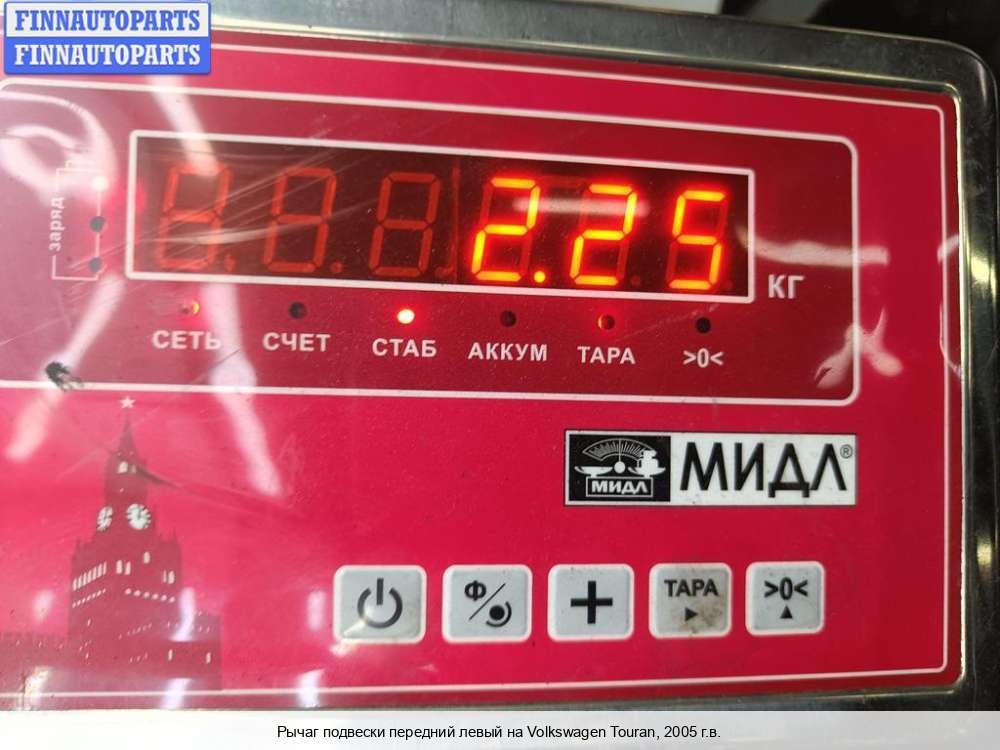 FINNAUTOPARTS
FINNAUTOPARTS
заряд
2.25
КГ
СЕТЬ СЧЕТ СТАБ АККУМ ТАРА >0<
МИДЛ МИДЛ®
Ф ТАРА >0<
Рычаг подвески передний левый на Volkswagen Touran, 2005 г.в.